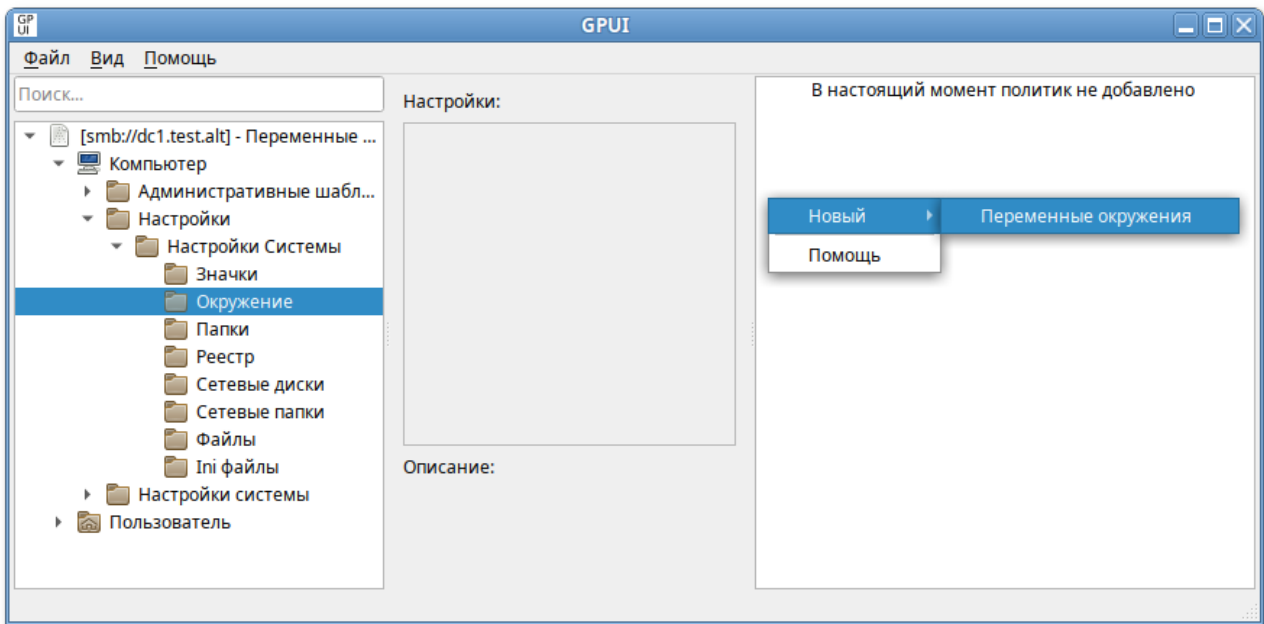 GPUI
GPUI
Файл Вид Помощь
Поиск...
[smb://dc1.test.alt] - Переменные ...
Компьютер
Административные шабл...
Настройки
Настройки Системы
Значки
Окружение
Папки
Реестр
Сетевые диски
Сетевые папки
Файлы
Ini файлы
Настройки системы
Пользователь
Настройки:
Описание:
В настоящий момент политик не добавлено
Новый
Переменные окружения
Помощь